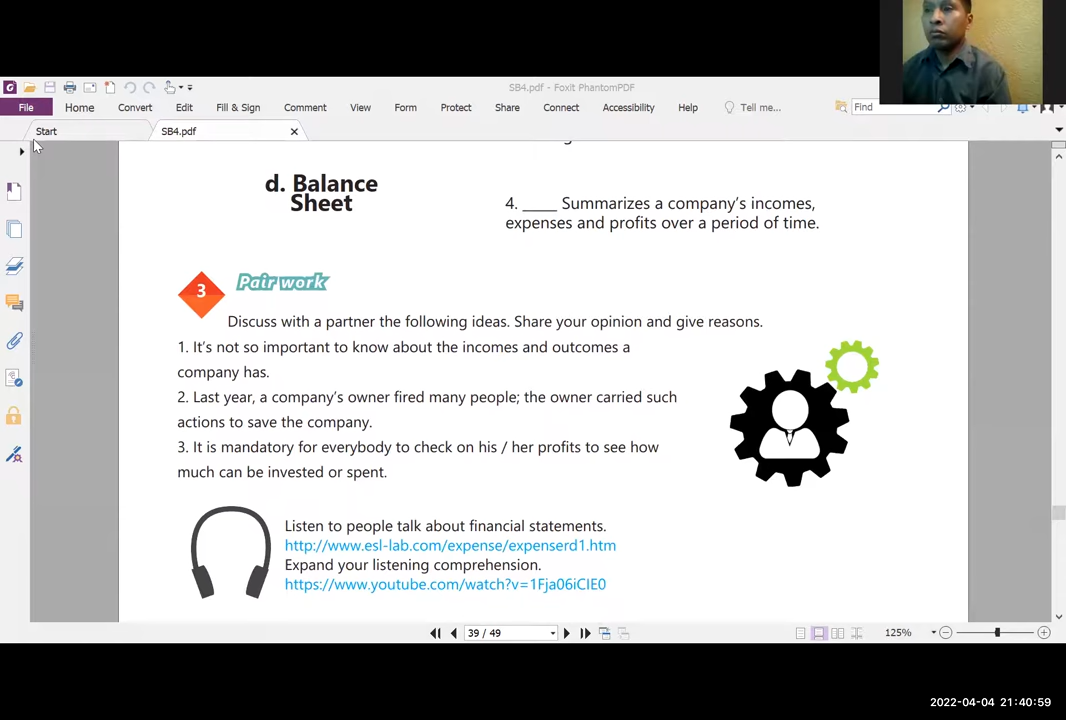 SB4.pdf - Foxit PhantomPDF
File Home Convert Edit Fill & Sign Comment View Form Protect Share Connect Accessibility Help Tell me... Find
Start SB4.pdf
d. Balance
Sheet
4. ____ Summarizes a company's incomes,
expenses and profits over a period of time.
3 Pair work
Discuss with a partner the following ideas. Share your opinion and give reasons.
1. It's not so important to know about the incomes and outcomes a
company has.
2. Last year, a company's owner fired many people; the owner carried such
actions to save the company.
3. It is mandatory for everybody to check on his / her profits to see how
much can be invested or spent.
Listen to people talk about financial statements.
http://www.esl-lab.com/expense/expenserd1.htm
Expand your listening comprehension.
https://www.youtube.com/watch?v=1Fja06iCIE0
39 / 49
125%
2022-04-04 21:40:59